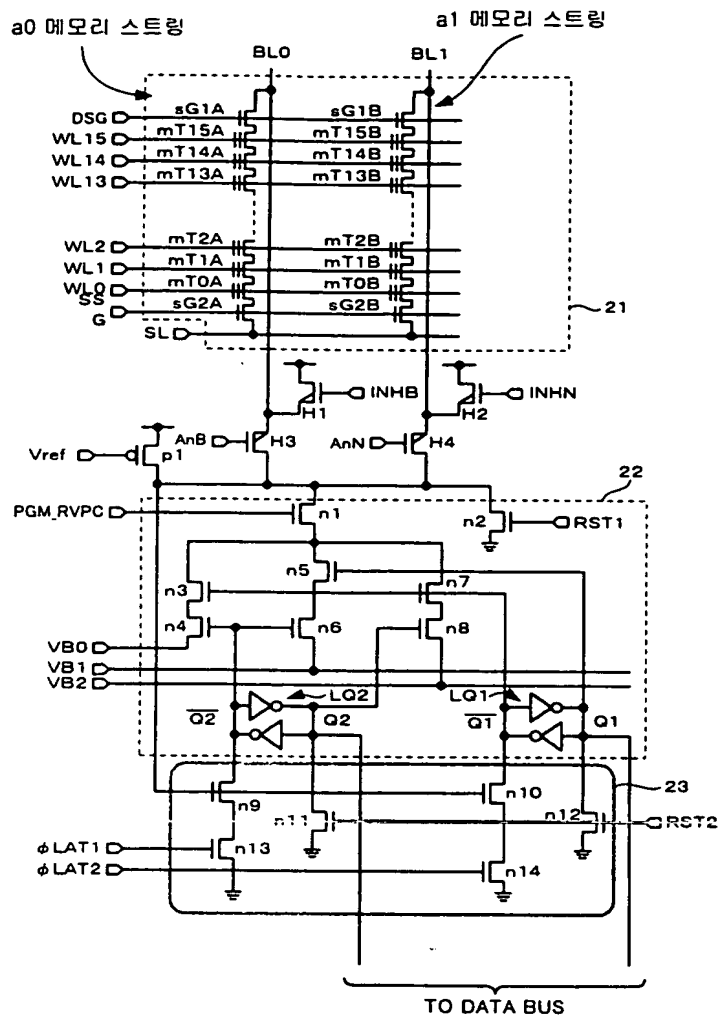 a0 메모리 스트링
a1 메모리 스트링
BL0
BL1
DSG
sG1A
sG1B
WL15
mT15A
mT15B
WL14
mT14A
mT14B
WL13
mT13A
mT13B
WL2
mT2A
mT2B
WL1
mT1A
mT1B
WL0
mT0A
mT0B
SS
G
sG2A
sG2B
SL
21
H1
INHB
H2
INHN
AnB
H3
AnN
H4
Vref
p1
22
PGM_RVPC
n1
n2
RST1
n5
n7
n3
n4
n6
n8
VB0
VB1
VB2
LQ2
LQ1
Q2
Q2
Q1
Q1
23
n9
n10
n11
n12
RST2
φLAT1
n13
φLAT2
n14
TO DATA BUS